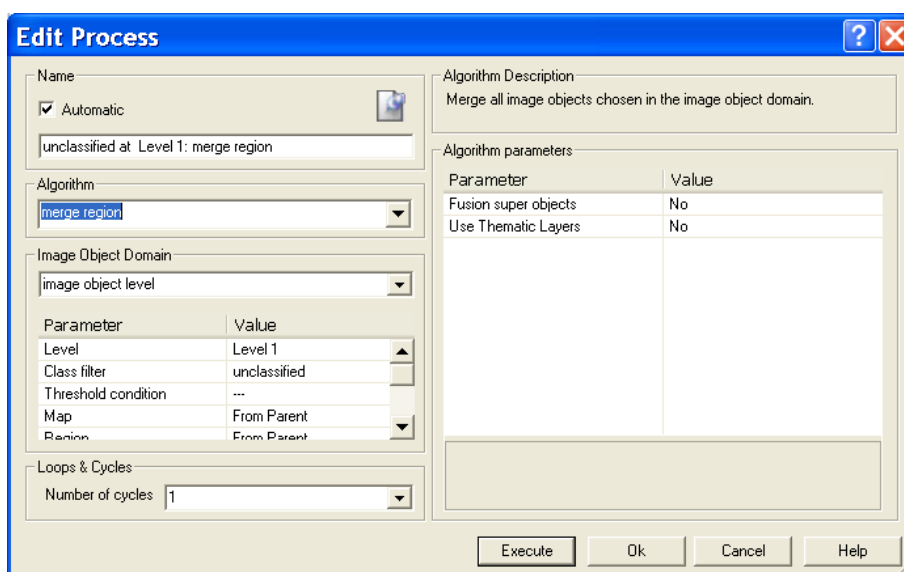 Edit Process
Name
Automatic
unclassified at Level 1: merge region
Algorithm
merge region
Image Object Domain
image object level
Parameter Value
Level Level 1
Class filter unclassified
Threshold condition ---
Map From Parent
Region From Parent
Loops & Cycles
Number of cycles 1
Algorithm Description
Merge all image objects chosen in the image object domain.
Algorithm parameters
Parameter Value
Fusion super objects No
Use Thematic Layers No
Execute Ok Cancel Help